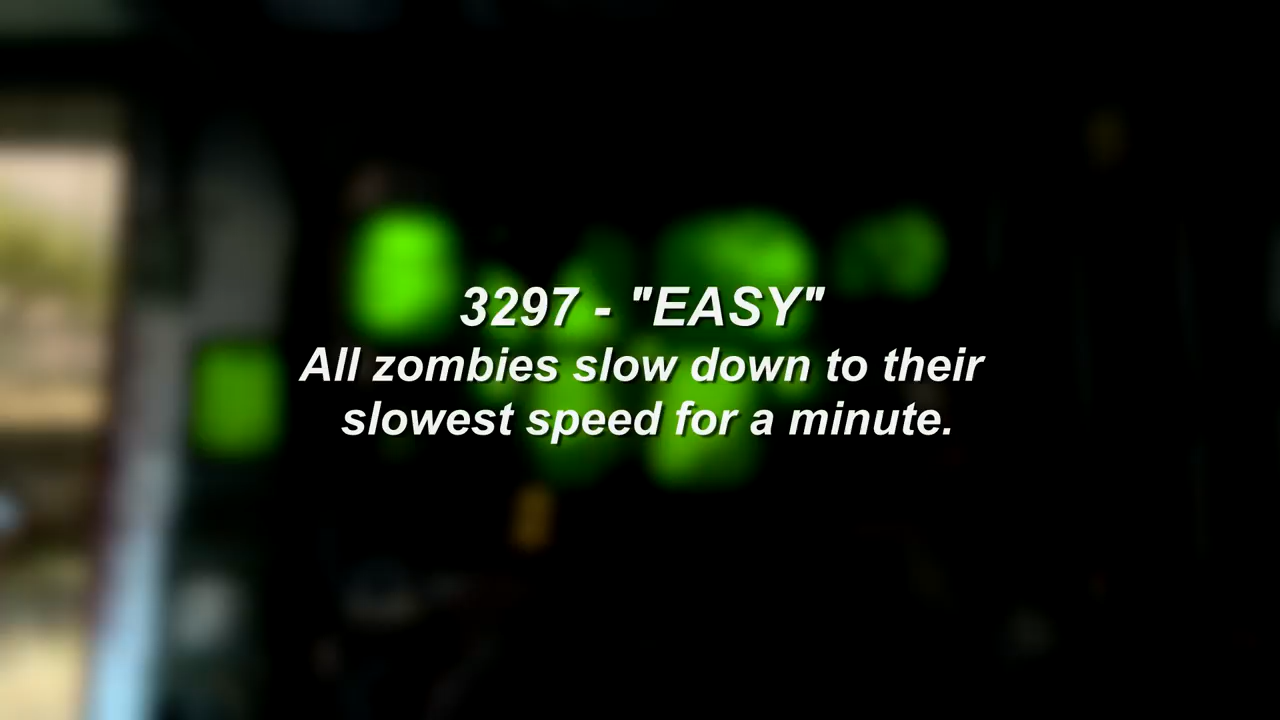 3297 - "EASY"
All zombies slow down to their
slowest speed for a minute.